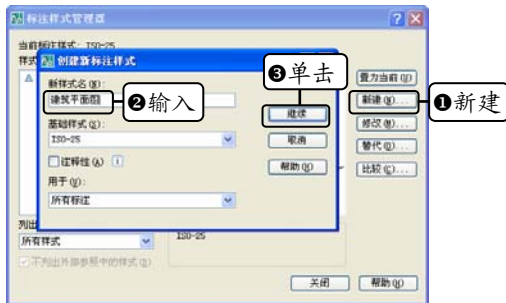 标注样式管理器
当前标注样式: ISO-25
样式
创建新标注样式
新样式名(N):
建筑平面图
❷输入
❸单击
继续
❶新建
基础样式(S):
ISO-25
取消
注释性(A)
帮助(H)
用于(U):
所有标注
置为当前(U)
新建(N)...
修改(M)...
替代(O)...
比较(C)...
列出
所有样式
ISO-25
不列出外部参照中的样式(D)
关闭
帮助(H)